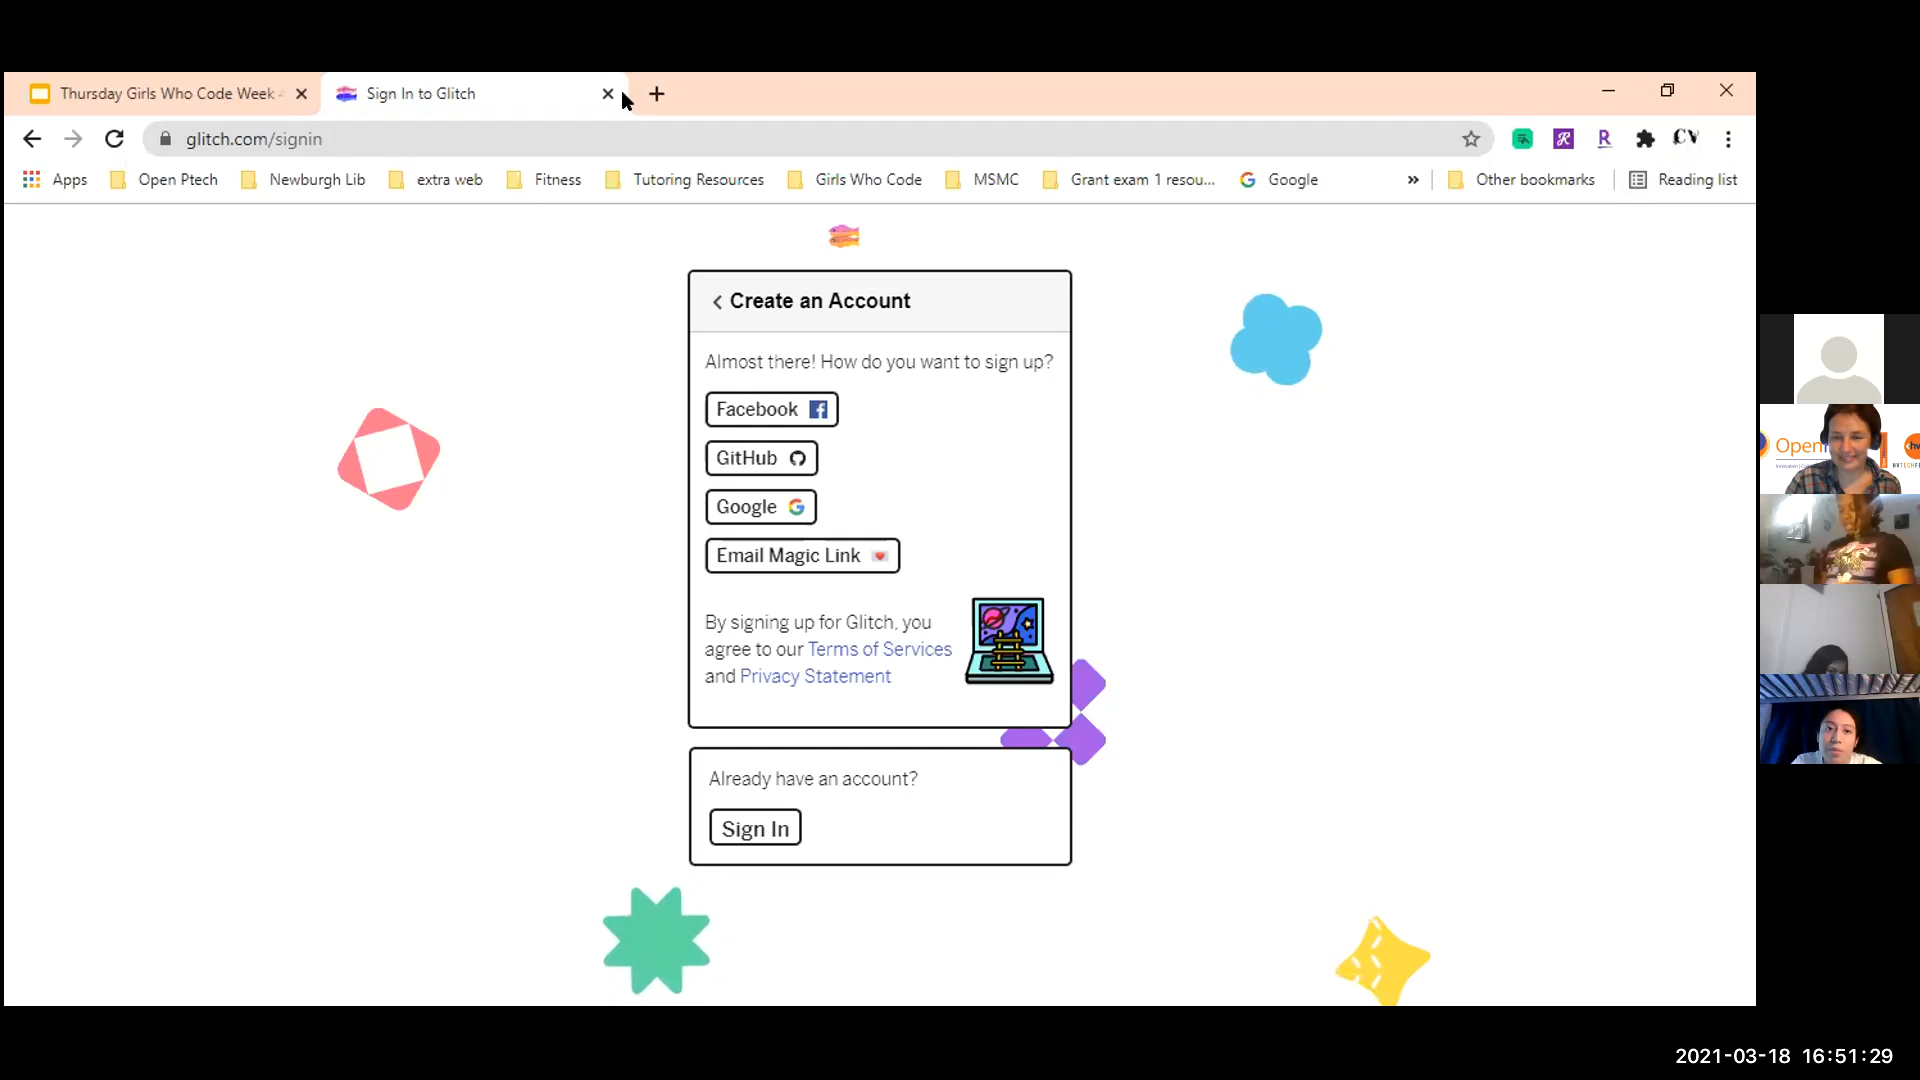 Thursday Girls Who Code Week
Sign In to Glitch
glitch.com/signin
Apps
Open Ptech
Newburgh Lib
extra web
Fitness
Tutoring Resources
Girls Who Code
MSMC
Grant exam 1 resou...
Google
»
Other bookmarks
Reading list
Create an Account
Almost there! How do you want to sign up?
Facebook
GitHub
Google
Email Magic Link
By signing up for Glitch, you
agree to our Terms of Services
and Privacy Statement
Already have an account?
Sign In
Open
2021-03-18 16:51:29